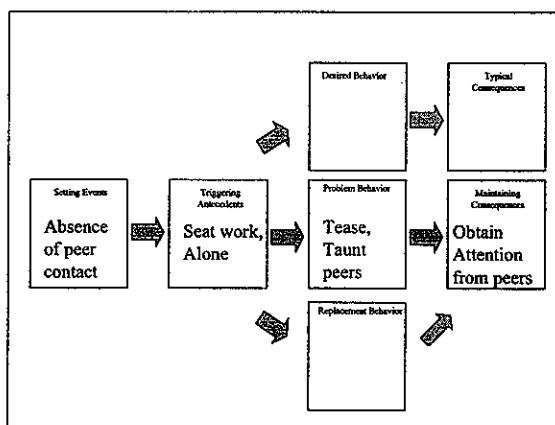 Desired Behavior
Typical
Consequences
Setting Events
Absence
of peer
contact
Triggering
Antecedents
Seat work,
Alone
Problem Behavior
Tease,
Taunt
peers
Maintaining
Consequences
Obtain
Attention
from peers
Replacement Behavior